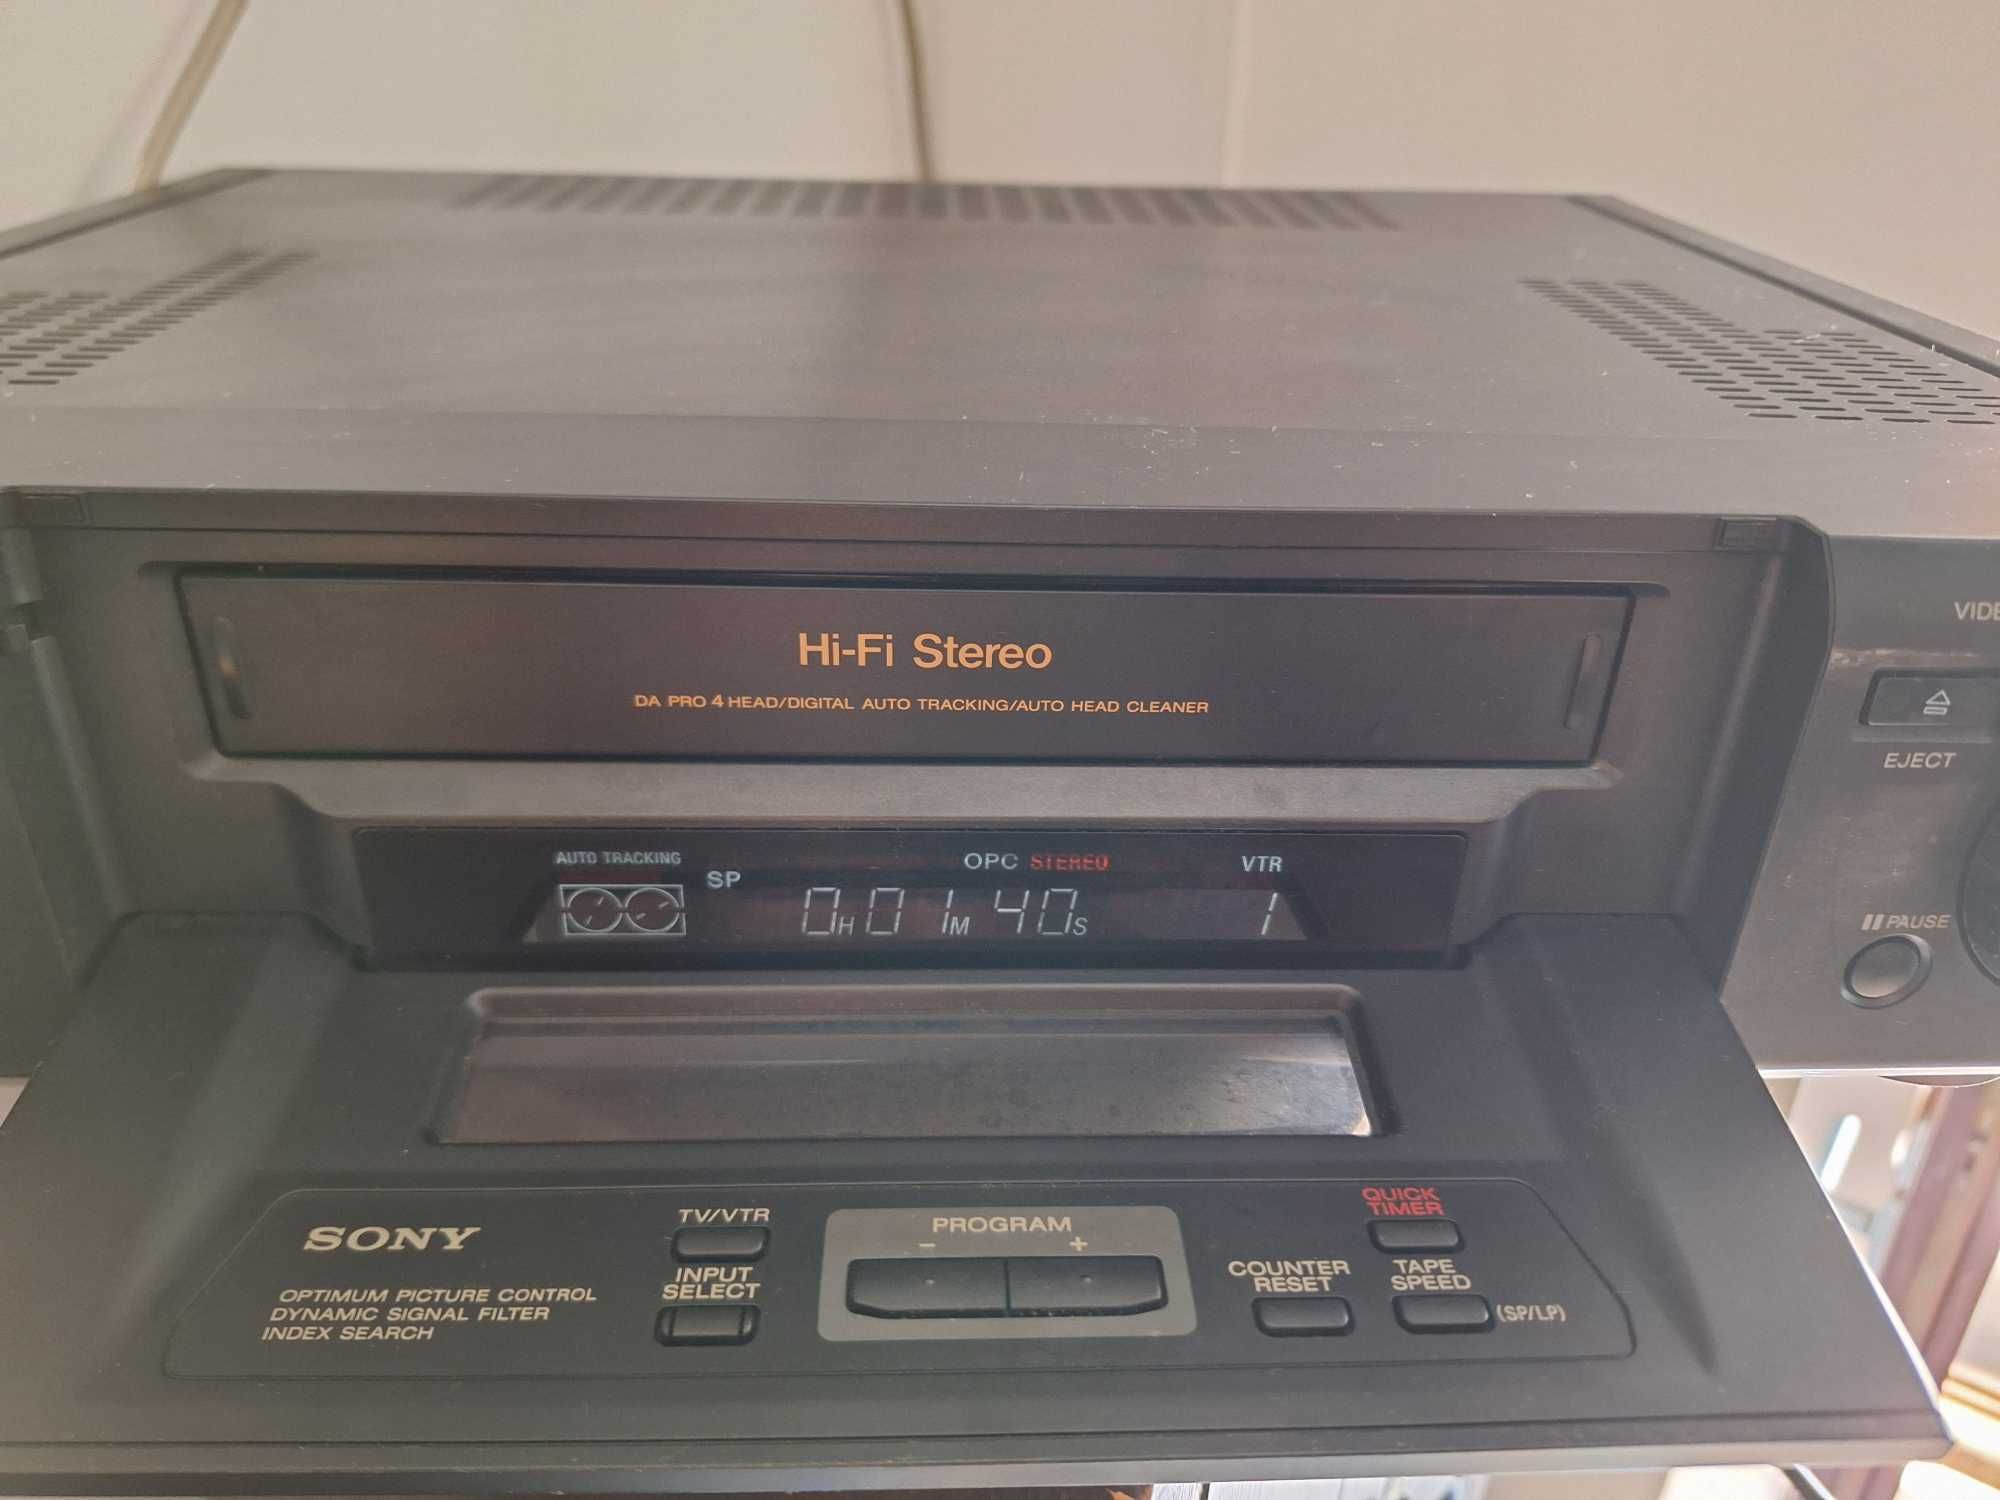 Hi-Fi Stereo
DA PRO 4 HEAD/DIGITAL AUTO TRACKING/AUTO HEAD CLEANER
EJECT
AUTO TRACKING
SP
OPC STEREO
VTR
0H 01M 40S
1
PAUSE
SONY
OPTIMUM PICTURE CONTROL
DYNAMIC SIGNAL FILTER
INDEX SEARCH
TV/VTR
INPUT
SELECT
PROGRAM
- +
QUICK
TIMER
COUNTER
RESET
TAPE
SPEED
(SP/LP)